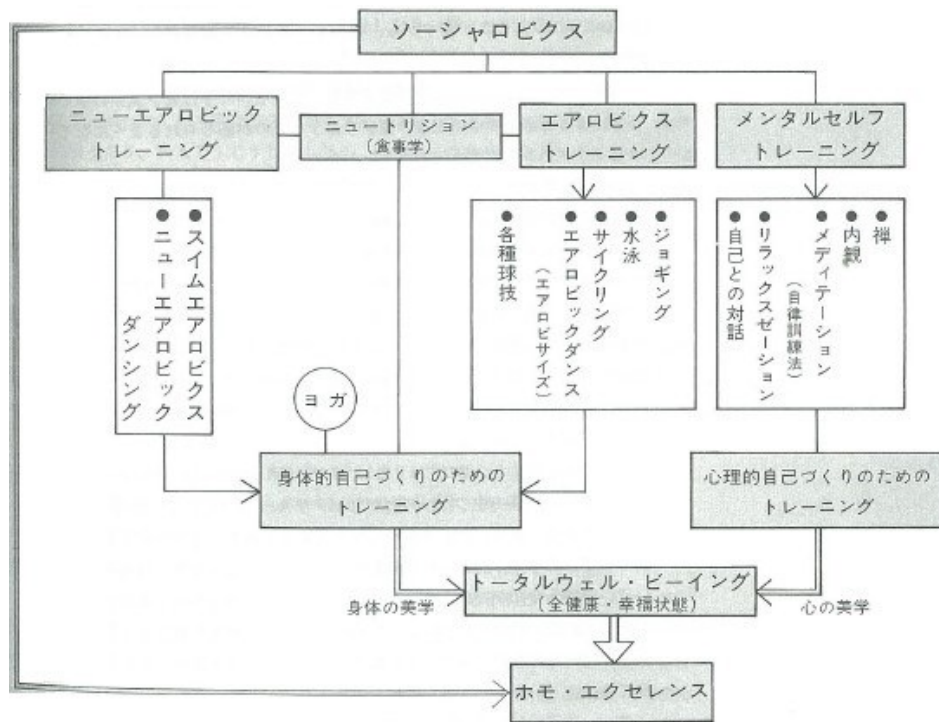 ソーシャロビクス
ニューエアロビック
トレーニング
ニュートリション
(食事学)
エアロビクス
トレーニング
メンタルセルフ
トレーニング
●スイムエアロビクス
●ニューエアロビック
ダンシング
●ジョギング
●水泳
●サイクリング
●エアロビックダンス
(エアロビサイズ)
●各種球技
●禅
●内観
●メディテーション
(自律訓練法)
●リラックスゼーション
●自己との対話
ヨガ
身体的自己づくりのための
トレーニング
心理的自己づくりのための
トレーニング
トータルウェル・ビーイング
(全健康・幸福状態)
身体の美学
心の美学
ホモ・エクセレンス